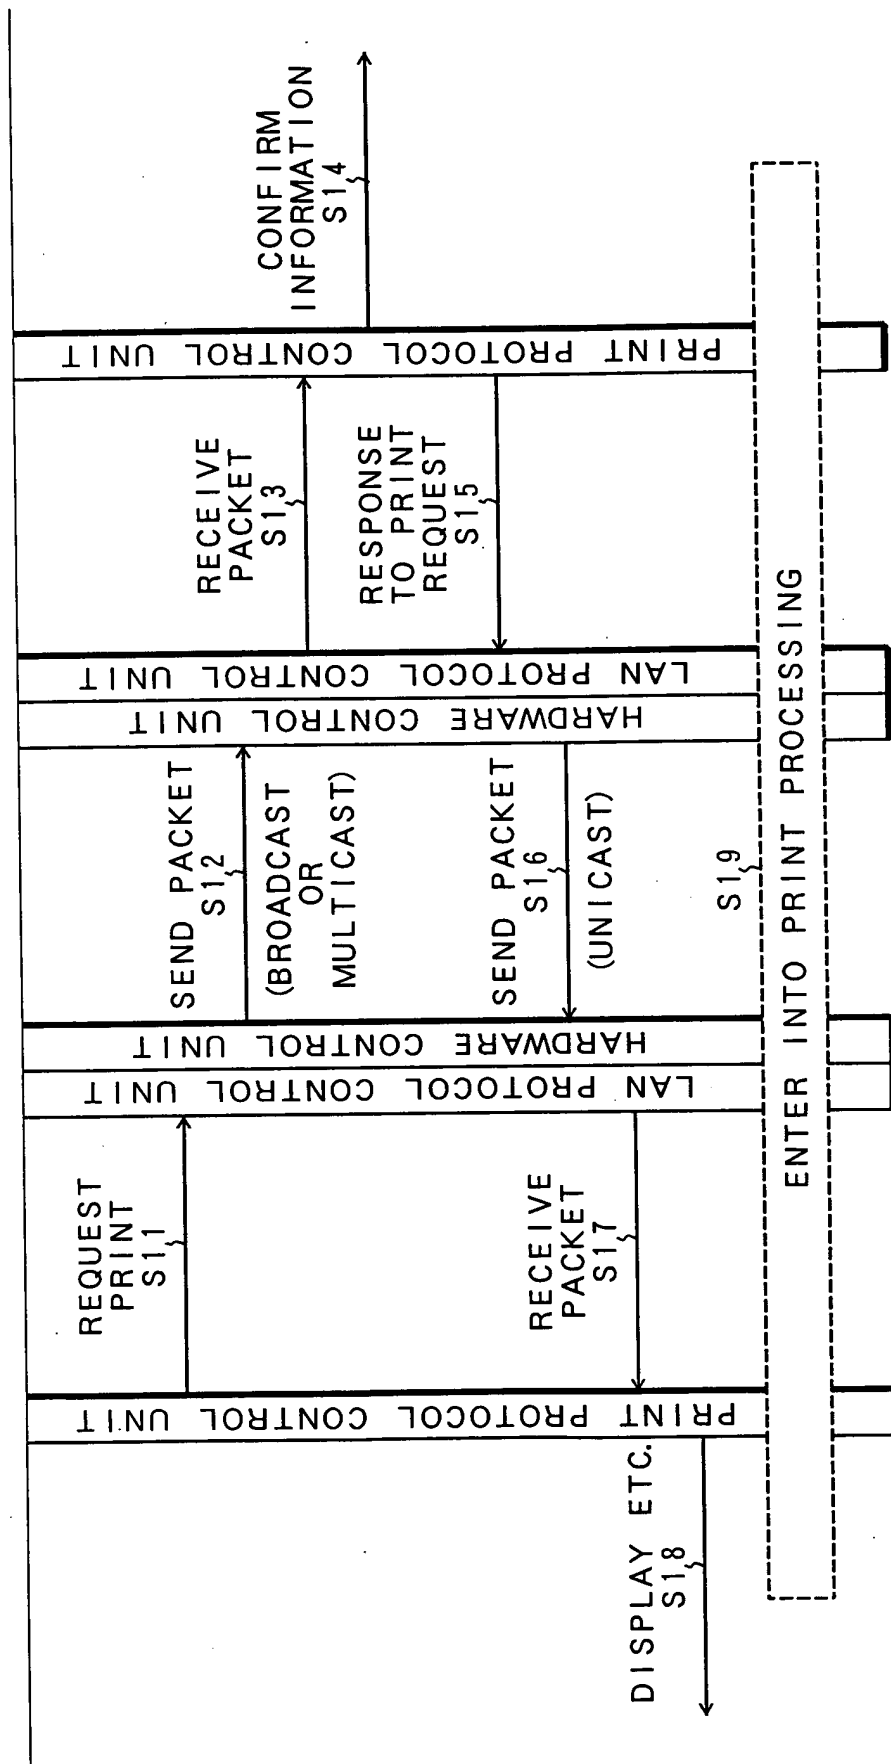 REQUEST
PRINT
S11
SEND PACKET
S12
(BROADCAST
OR
MULTICAST)
RECEIVE
PACKET
S13
CONFIRM
INFORMATION
S14
RESPONSE
TO PRINT
REQUEST
S15
SEND PACKET
S16
(UNICAST)
RECEIVE
PACKET
S17
DISPLAY ETC.
S18
S19
ENTER INTO PRINT PROCESSING
PRINT PROTOCOL CONTROL UNIT
LAN PROTOCOL CONTROL UNIT
HARDWARE CONTROL UNIT
HARDWARE CONTROL UNIT
LAN PROTOCOL CONTROL UNIT
PRINT PROTOCOL CONTROL UNIT